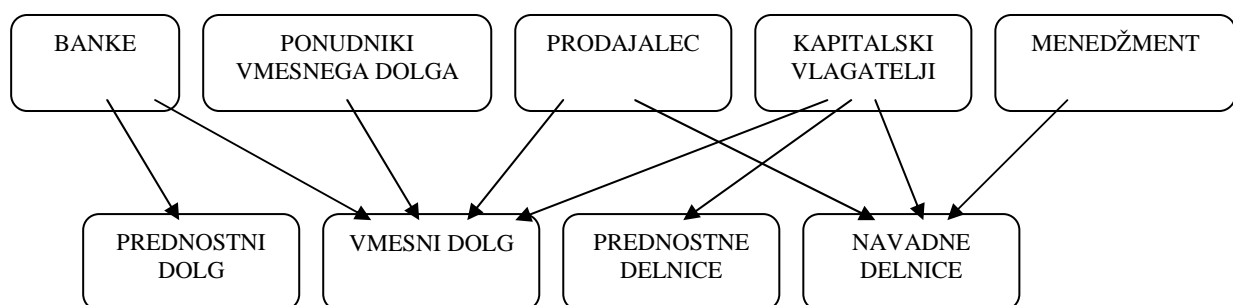 BANKE
PONUDNIKI
VMESNEGA DOLGA
PRODAJALEC
KAPITALSKI
VLAGATELJI
MENEDŽMENT
PREDNOSTNI
DOLG
VMESNI DOLG
PREDNOSTNE
DELNICE
NAVADNE
DELNICE